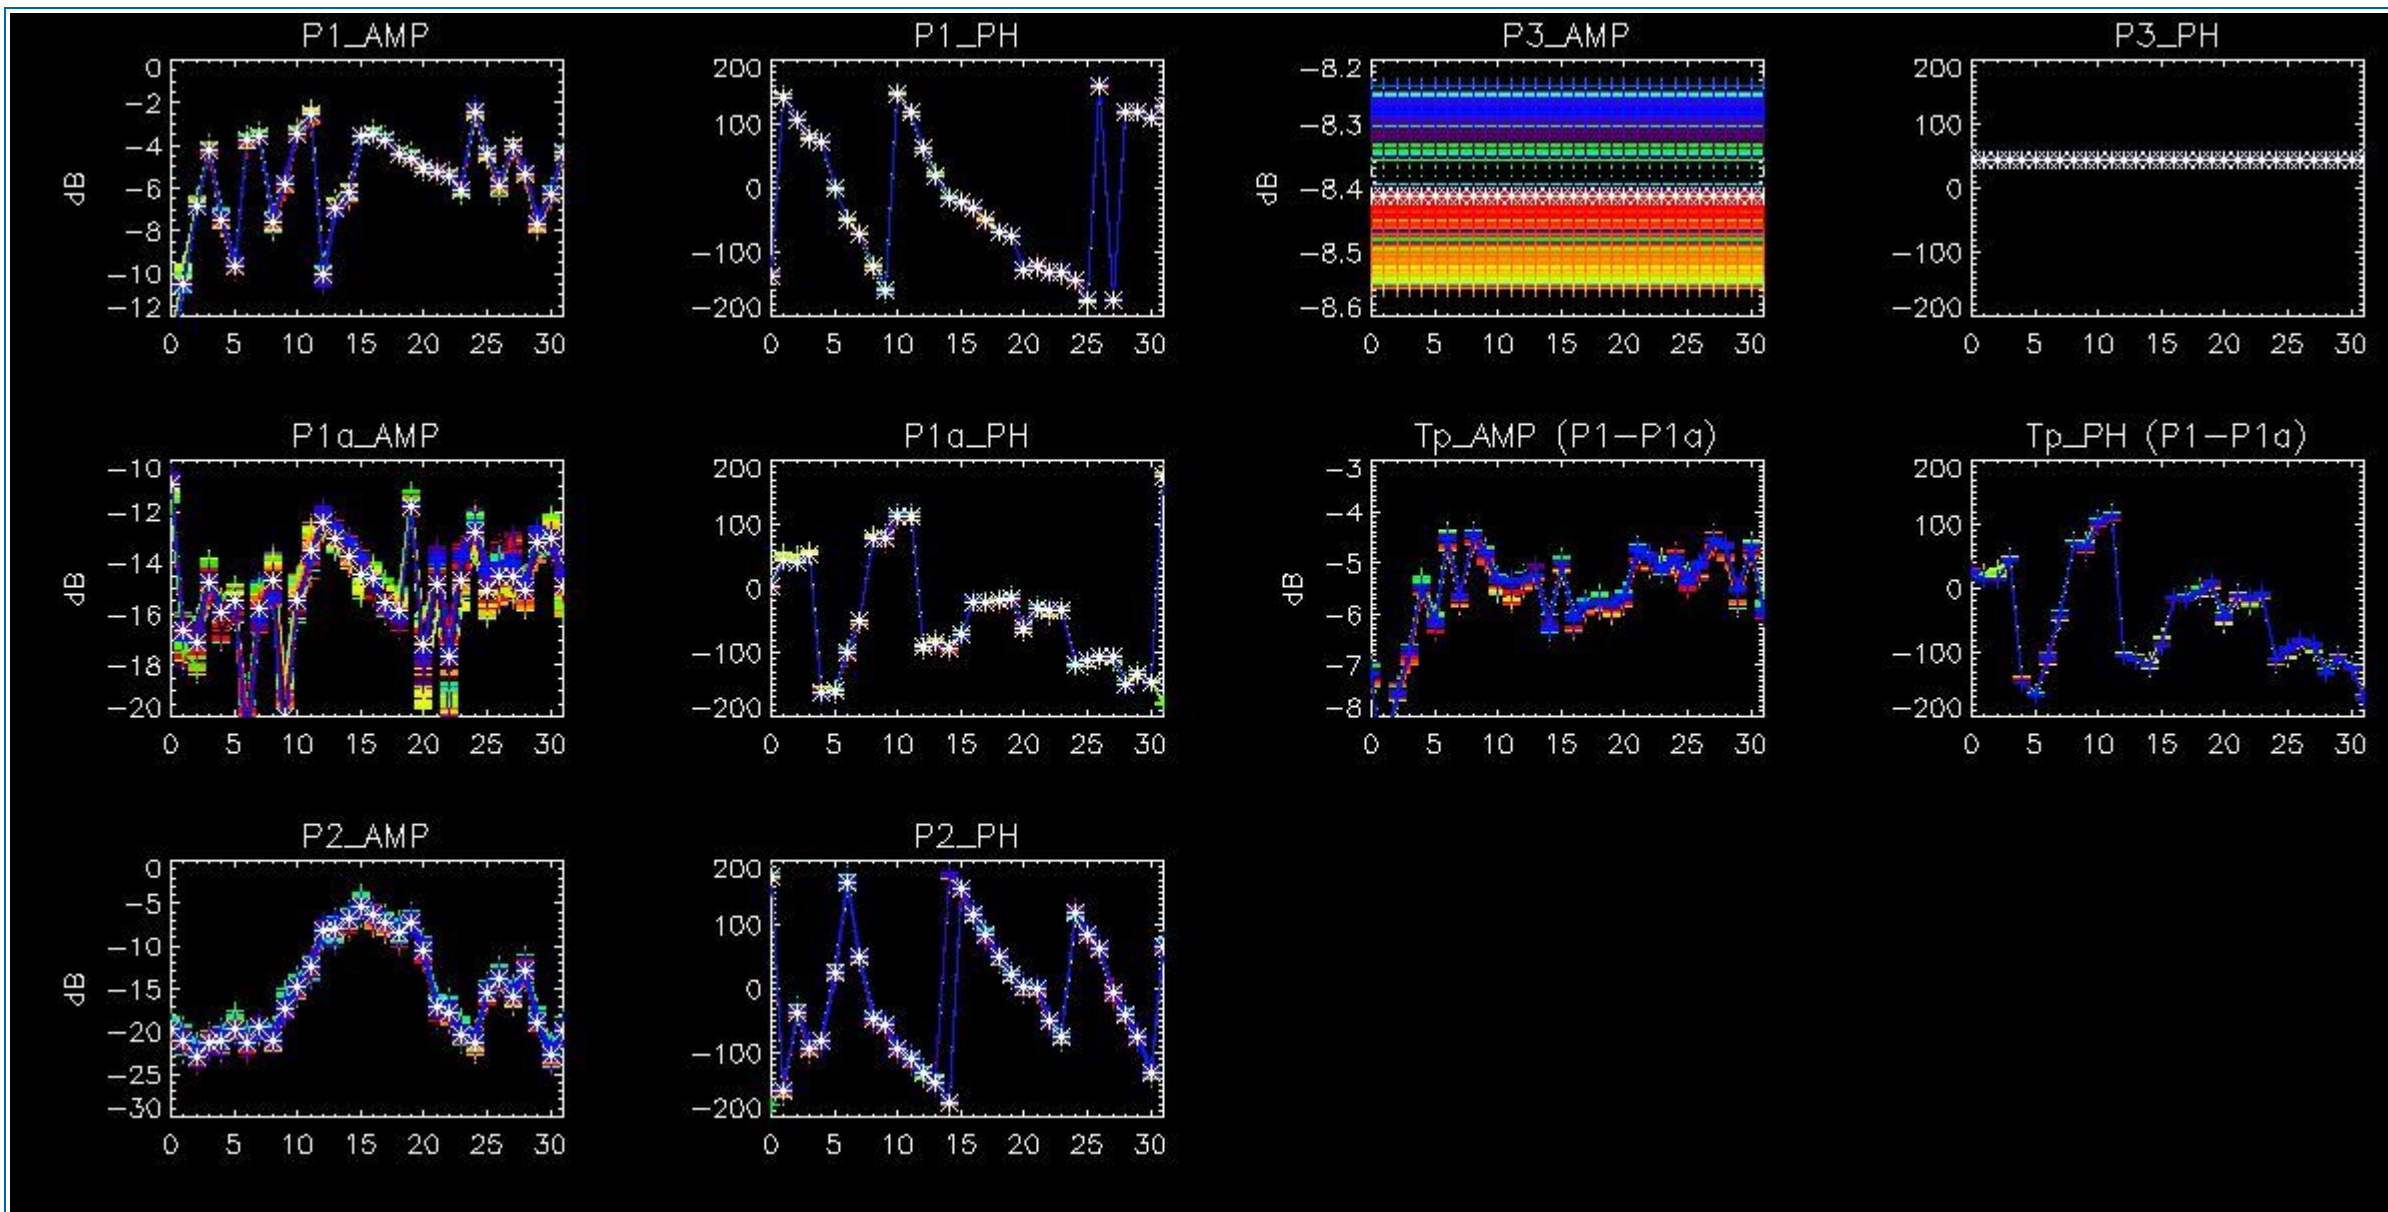 P1_AMP P1_PH P3_AMP P3_PH
0 200 −8.2 200
−2
100 −8.3 100
−4
dB −6 0 dB −8.4 0
−8
−100 −8.5 −100
−10
−12 −200 −8.6 −200
0 5 10 15 20 25 30 0 5 10 15 20 25 30 0 5 10 15 20 25 30 0 5 10 15 20 25 30
P1a_AMP P1a_PH Tp_AMP (P1−P1a) Tp_PH (P1−P1a)
−10 200 −3 200
−12 100 −4 100
−14 −5
dB 0 dB 0
−16 −6
−18 −100 −7 −100
−20 −200 −8 −200
0 5 10 15 20 25 30 0 5 10 15 20 25 30 0 5 10 15 20 25 30 0 5 10 15 20 25 30
P2_AMP P2_PH
0 200
−5 100
−10
dB −15 0
−20 −100
−25
−30 −200
0 5 10 15 20 25 30 0 5 10 15 20 25 30